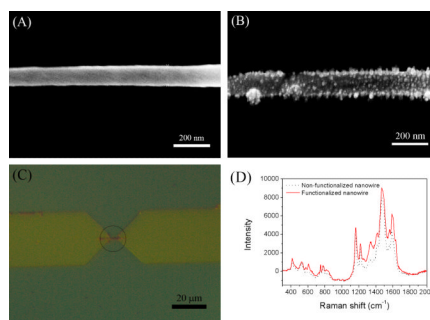 (A)
200 nm
(B)
200 nm
(C)
20 μm
(D)
Non-functionalized nanowire
Functionalized nanowire
10000
8000
6000
4000
2000
0
Intensity
400 600 800 1000 1200 1400 1600 1800 2000
Raman shift (cm⁻¹)